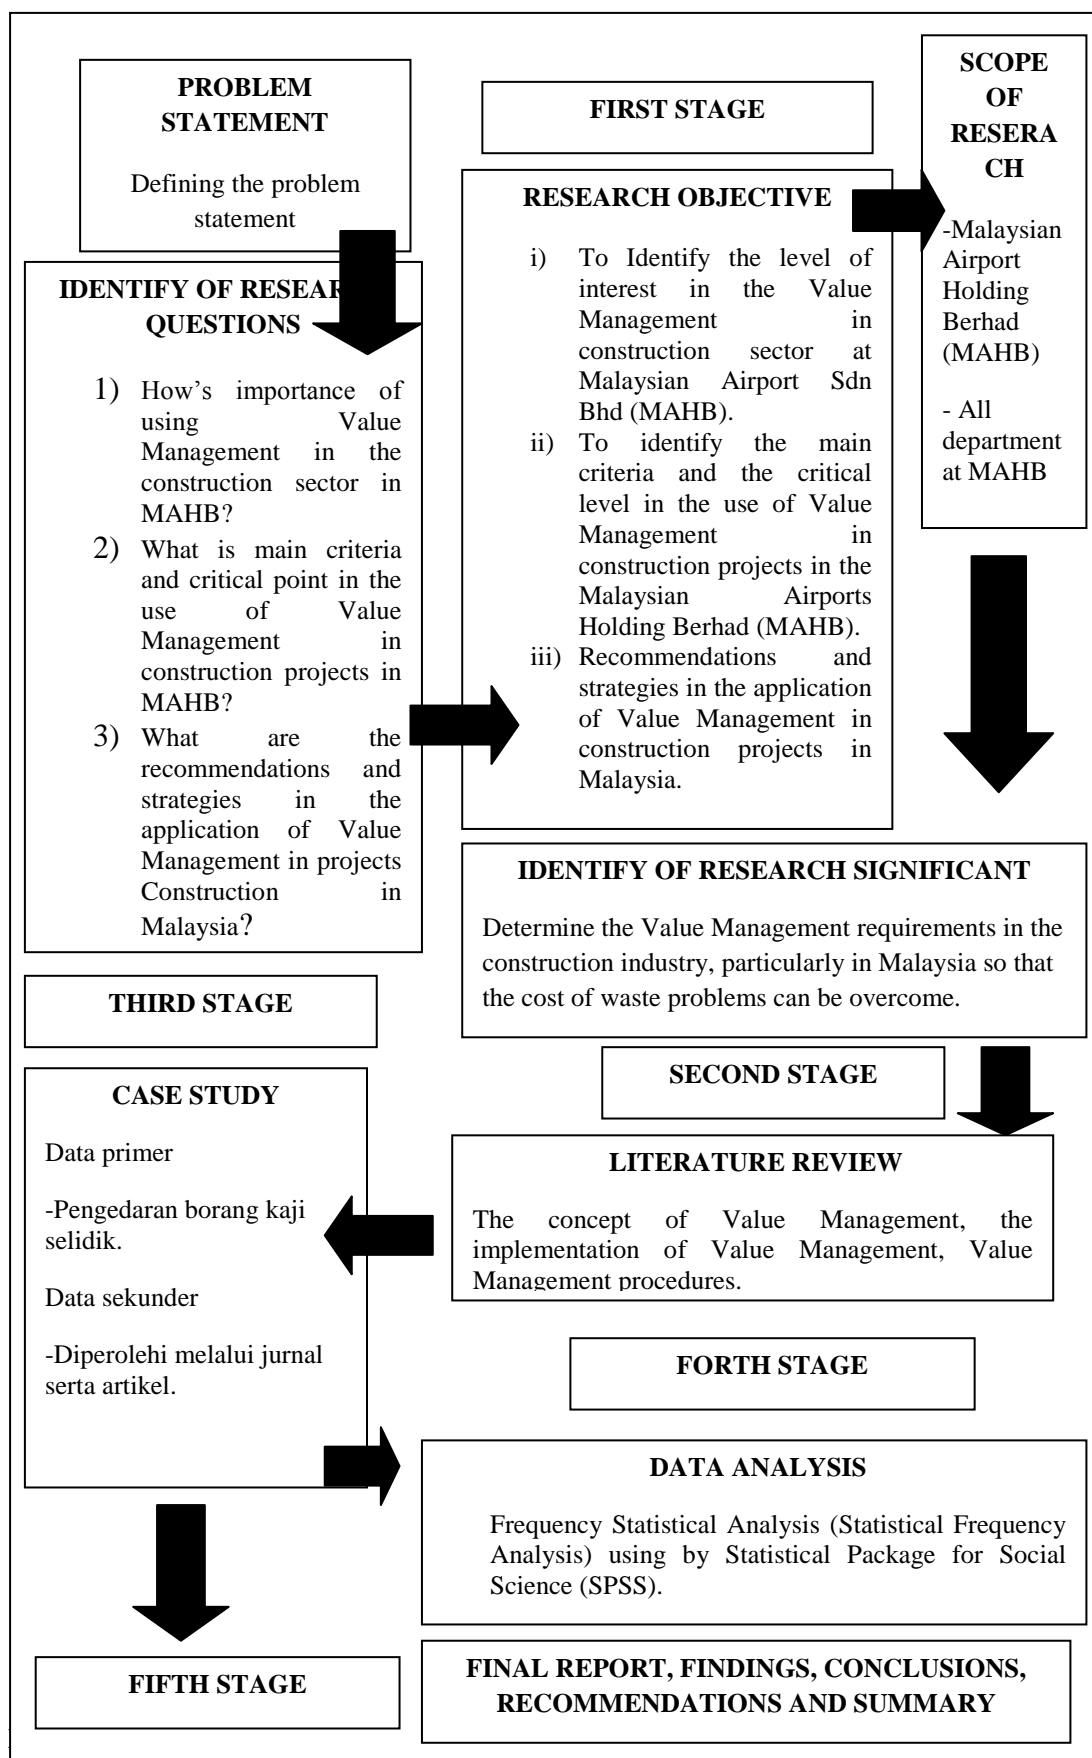 PROBLEM
STATEMENT
Defining the problem
statement
FIRST STAGE
SCOPE
OF
RESERA
CH
-Malaysian
Airport
Holding
Berhad
(MAHB)
- All
department
at MAHB
IDENTIFY OF RESEAR
QUESTIONS
1) How’s importance of
using Value
Management in the
construction sector in
MAHB?
2) What is main criteria
and critical point in the
use of Value
Management in
construction projects in
MAHB?
3) What are the
recommendations and
strategies in the
application of Value
Management in projects
Construction in
Malaysia?
RESEARCH OBJECTIVE
i) To Identify the level of
interest in the Value
Management in
construction sector at
Malaysian Airport Sdn
Bhd (MAHB).
ii) To identify the main
criteria and the critical
level in the use of Value
Management in
construction projects in the
Malaysian Airports
Holding Berhad (MAHB).
iii) Recommendations and
strategies in the application
of Value Management in
construction projects in
Malaysia.
IDENTIFY OF RESEARCH SIGNIFICANT
Determine the Value Management requirements in the
construction industry, particularly in Malaysia so that
the cost of waste problems can be overcome.
THIRD STAGE
SECOND STAGE
CASE STUDY
Data primer
-Pengedaran borang kaji
selidik.
Data sekunder
-Diperolehi melalui jurnal
serta artikel.
LITERATURE REVIEW
The concept of Value Management, the
implementation of Value Management, Value
Management procedures.
FORTH STAGE
DATA ANALYSIS
Frequency Statistical Analysis (Statistical Frequency
Analysis) using by Statistical Package for Social
Science (SPSS).
FIFTH STAGE
FINAL REPORT, FINDINGS, CONCLUSIONS,
RECOMMENDATIONS AND SUMMARY